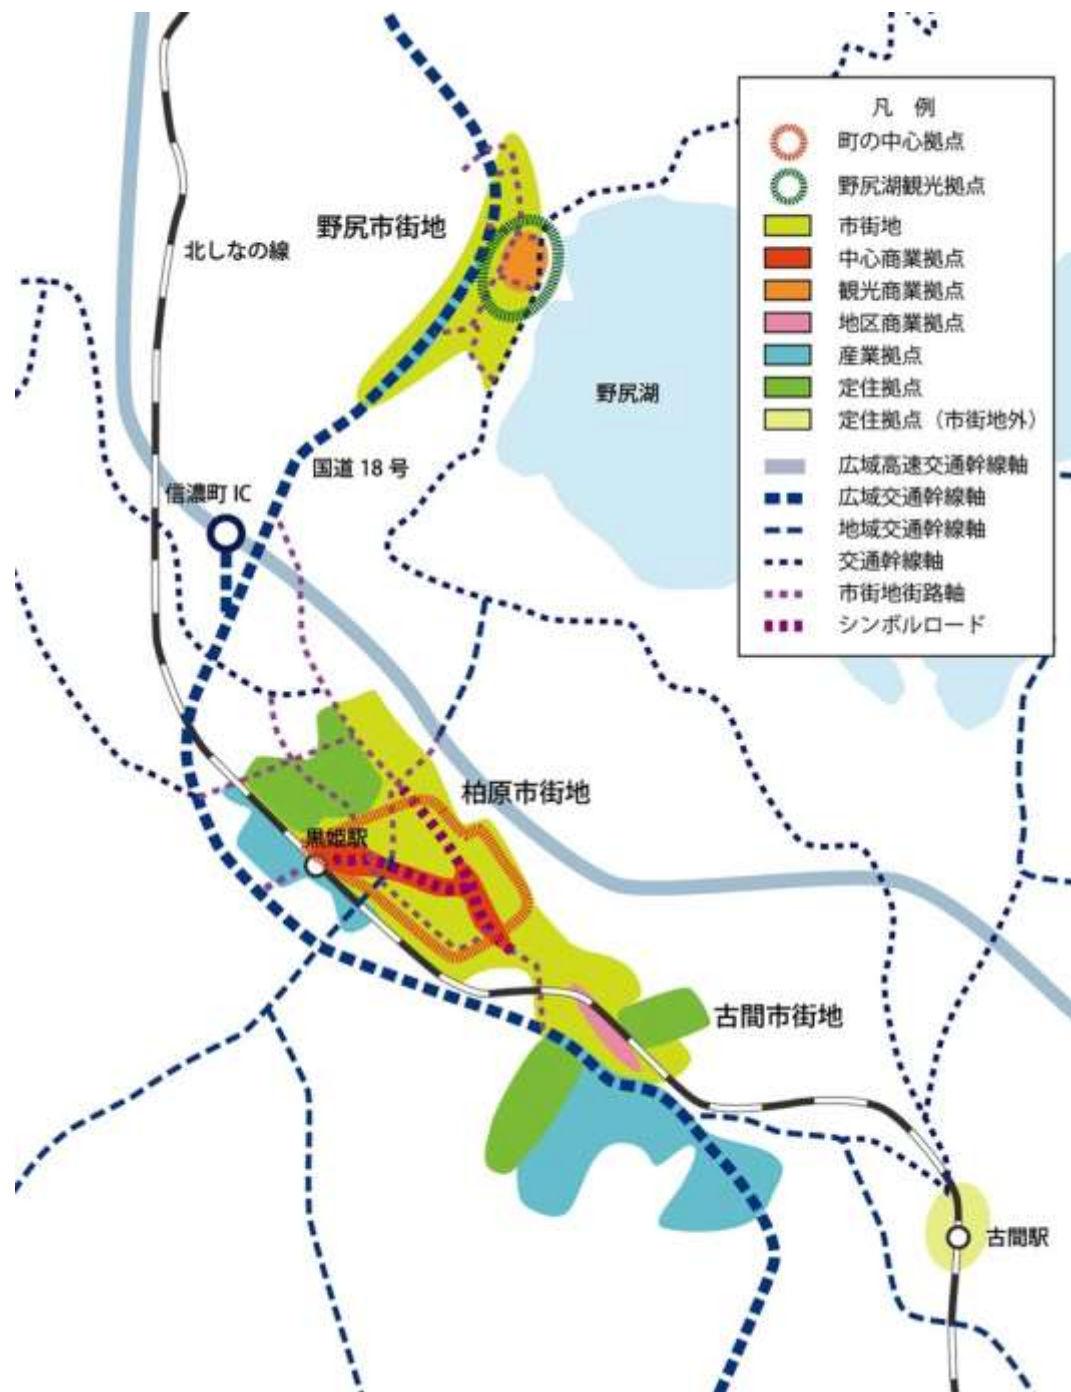 凡 例
町の中心拠点
野尻湖観光拠点
市街地
中心商業拠点
観光商業拠点
地区商業拠点
産業拠点
定住拠点
定住拠点（市街地外）
広域高速交通幹線軸
広域交通幹線軸
地域交通幹線軸
交通幹線軸
市街地街路軸
シンボルロード
野尻市街地
北しなの線
野尻湖
国道 18 号
信濃町 IC
柏原市街地
黒姫駅
古間市街地
古間駅